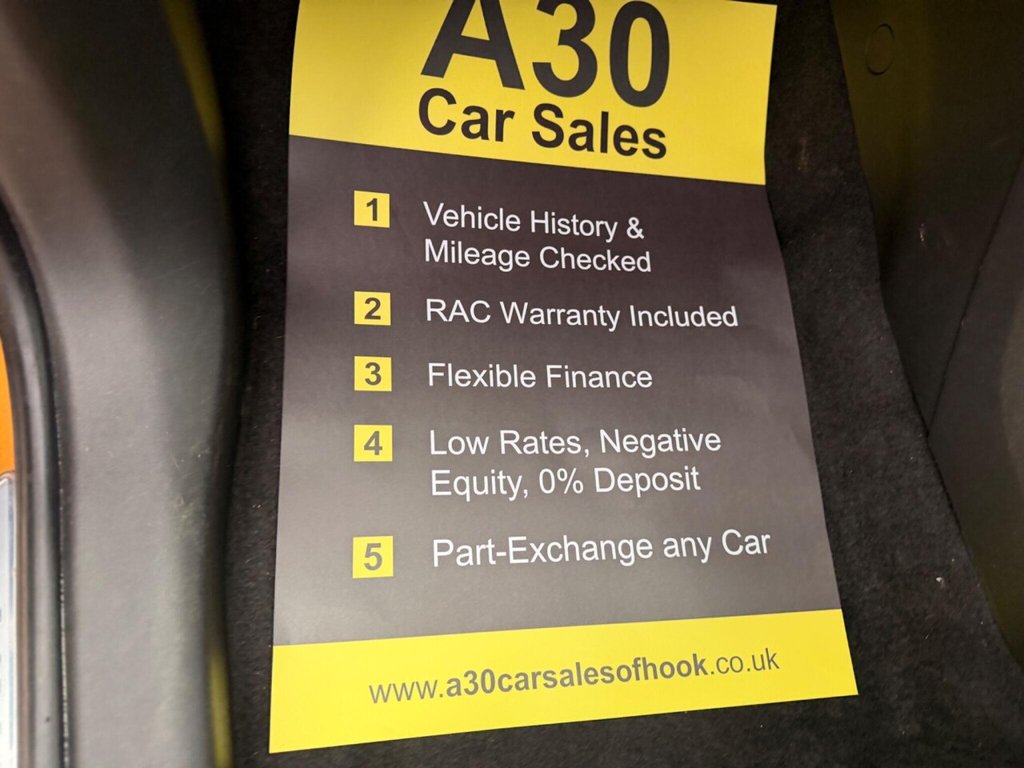 A30
Car Sales
1 Vehicle History &
Mileage Checked
2 RAC Warranty Included
3 Flexible Finance
4 Low Rates, Negative
Equity, 0% Deposit
5 Part-Exchange any Car
www.a30carsalesofhook.co.uk